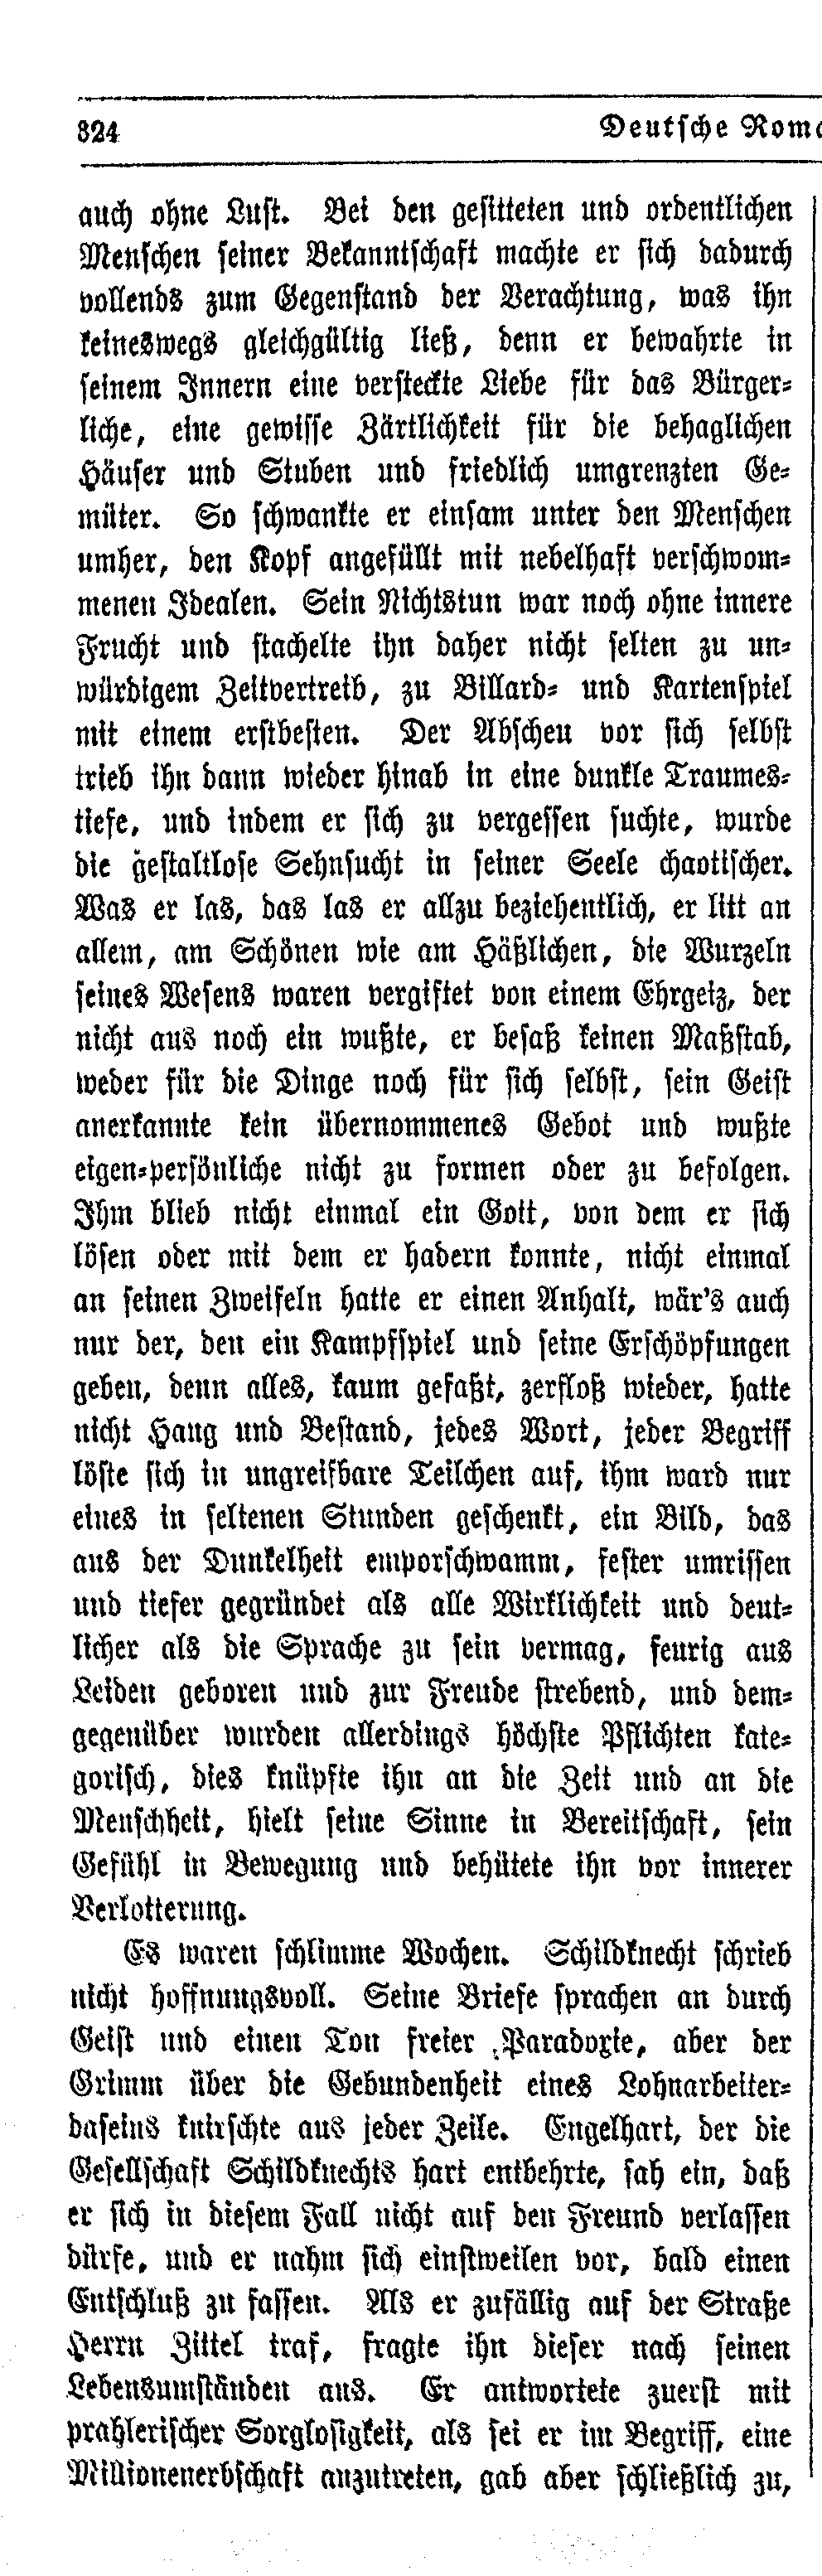 324
Deutsche Roma
auch ohne Lust. Bei den gesitteten und ordentlichen
Menschen seiner Bekanntschaft machte er sich dadurch
vollends zum Gegenstand der Verachtung, was ihn
keineswegs gleichgültig ließ, denn er bewahrte in
seinem Innern eine versteckte Liebe für das Bürger-
liche, eine gewisse Zärtlichkeit für die behaglichen
Häuser und Stuben und friedlich umgrenzten Ge-
müter. So schwankte er einsam unter den Menschen
umher, den Kopf angefüllt mit nebelhaft verschwom-
menen Idealen. Sein Nichtstun war noch ohne innere
Frucht und stachelte ihn daher nicht selten zu un-
würdigem Zeitvertreib, zu Billard- und Kartenspiel
mit einem erstbesten. Der Abscheu vor sich selbst
trieb ihn dann wieder hinab in eine dunkle Traumes-
tiefe, und indem er sich zu vergessen suchte, wurde
die gestaltlose Sehnsucht in seiner Seele chaotischer.
Was er las, das las er allzu beziehentlich, er litt an
allem, am Schönen wie am Häßlichen, die Wurzeln
seines Wesens waren vergiftet von einem Ehrgeiz, der
nicht aus noch ein wußte, er besaß keinen Maßstab,
weder für die Dinge noch für sich selbst, sein Geist
anerkannte kein übernommenes Gebot und wußte
eigen-persönliche nicht zu formen oder zu befolgen.
Ihm blieb nicht einmal ein Gott, von dem er sich
lösen oder mit dem er hadern konnte, nicht einmal
an seinen Zweifeln hatte er einen Anhalt, wär's auch
nur der, den ein Kampfspiel und seine Erschöpfungen
geben, denn alles, kaum gefaßt, zerfloß wieder, hatte
nicht Hang und Bestand, jedes Wort, jeder Begriff
löste sich in ungreifbare Teilchen auf, ihm ward nur
eines in seltenen Stunden geschenkt, ein Bild, das
aus der Dunkelheit emporschwamm, fester umrissen
und tiefer gegründet als alle Wirklichkeit und deut-
licher als die Sprache zu sein vermag, feurig aus
Leiden geboren und zur Freude strebend, und dem-
gegenüber wurden allerdings höchste Pflichten kate-
gorisch, dies knüpfte ihn an die Zeit und an die
Menschheit, hielt seine Sinne in Bereitschaft, sein
Gefühl in Bewegung und behütete ihn vor innerer
Verlotterung.
Es waren schlimme Wochen. Schildknecht schrieb
nicht hoffnungsvoll. Seine Briefe sprachen an durch
Geist und einen Ton freier Paradoxie, aber der
Grimm über die Gebundenheit eines Lohnarbeiter-
daseins knirschte aus jeder Zeile. Engelhart, der die
Gesellschaft Schildknechts hart entbehrte, sah ein, daß
er sich in diesem Fall nicht auf den Freund verlassen
dürfe, und er nahm sich einstweilen vor, bald einen
Entschluß zu fassen. Als er zufällig auf der Straße
Herrn Zittel traf, fragte ihn dieser nach seinen
Lebensumständen aus. Er antwortete zuerst mit
prahlerischer Sorglosigkeit, als sei er im Begriff, eine
Millionenerbschaft anzutreten, gab aber schließlich zu,